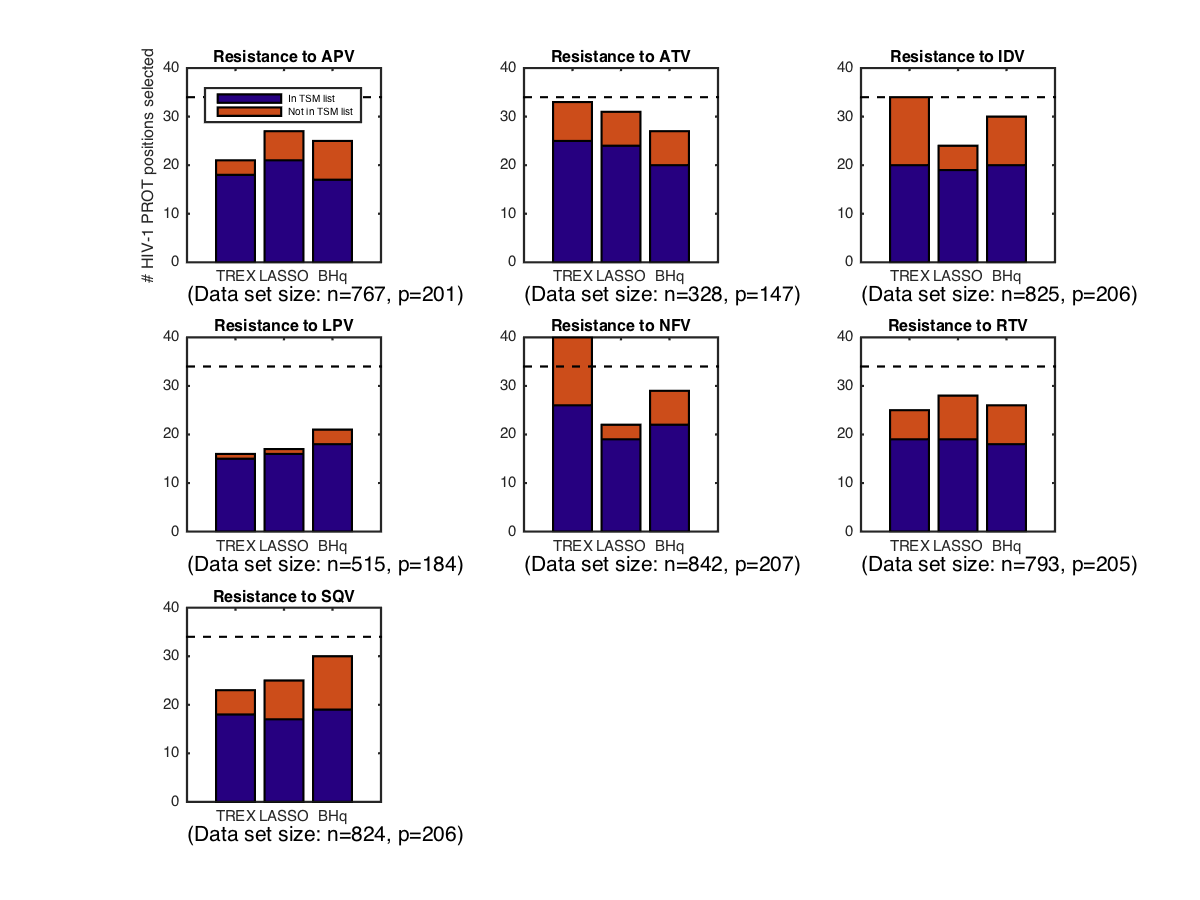 Resistance to APV
# HIV-1 PROT positions selected
40
30
20
10
0
In TSM list
Not in TSM list
TREX LASSO BHq
(Data set size: n=767, p=201)
Resistance to ATV
40
30
20
10
0
TREX LASSO BHq
(Data set size: n=328, p=147)
Resistance to IDV
40
30
20
10
0
TREX LASSO BHq
(Data set size: n=825, p=206)
Resistance to LPV
40
30
20
10
0
TREX LASSO BHq
(Data set size: n=515, p=184)
Resistance to NFV
40
30
20
10
0
TREX LASSO BHq
(Data set size: n=842, p=207)
Resistance to RTV
40
30
20
10
0
TREX LASSO BHq
(Data set size: n=793, p=205)
Resistance to SQV
40
30
20
10
0
TREX LASSO BHq
(Data set size: n=824, p=206)